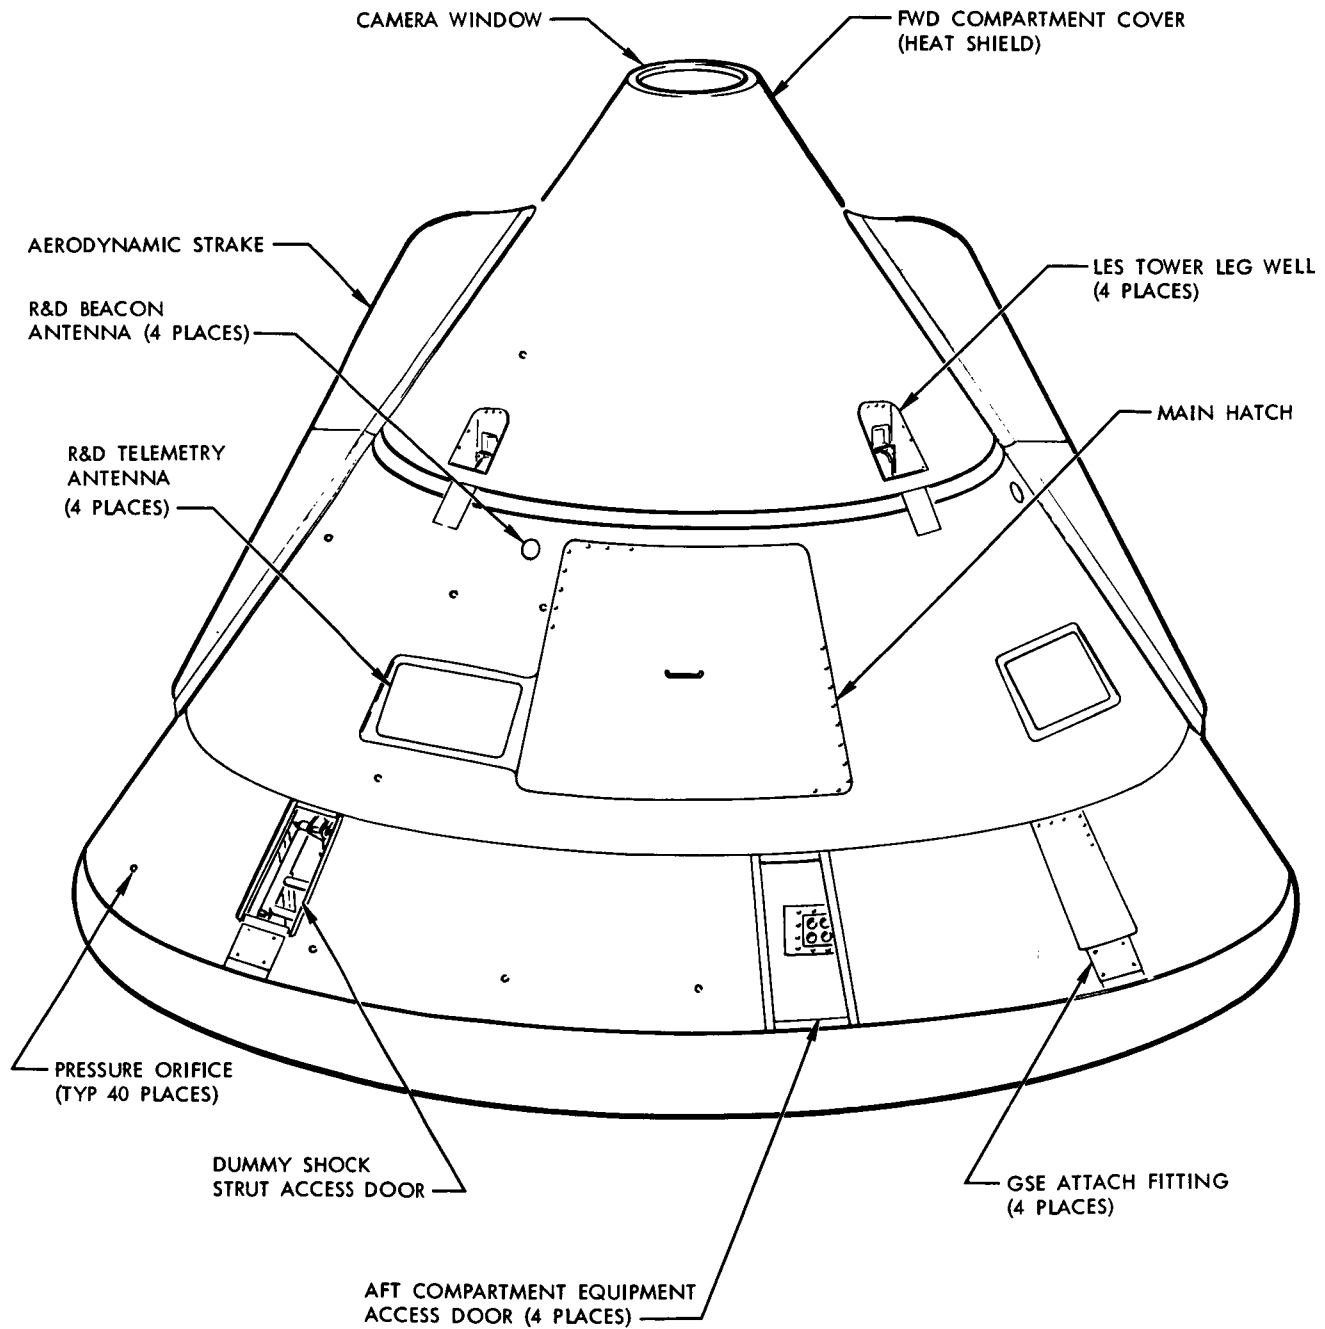 CAMERA WINDOW
FWD COMPARTMENT COVER
(HEAT SHIELD)
AERODYNAMIC STRAKE
LES TOWER LEG WELL
(4 PLACES)
R&D BEACON
ANTENNA (4 PLACES)
MAIN HATCH
R&D TELEMETRY
ANTENNA
(4 PLACES)
PRESSURE ORIFICE
(TYP 40 PLACES)
DUMMY SHOCK
STRUT ACCESS DOOR
GSE ATTACH FITTING
(4 PLACES)
AFT COMPARTMENT EQUIPMENT
ACCESS DOOR (4 PLACES)